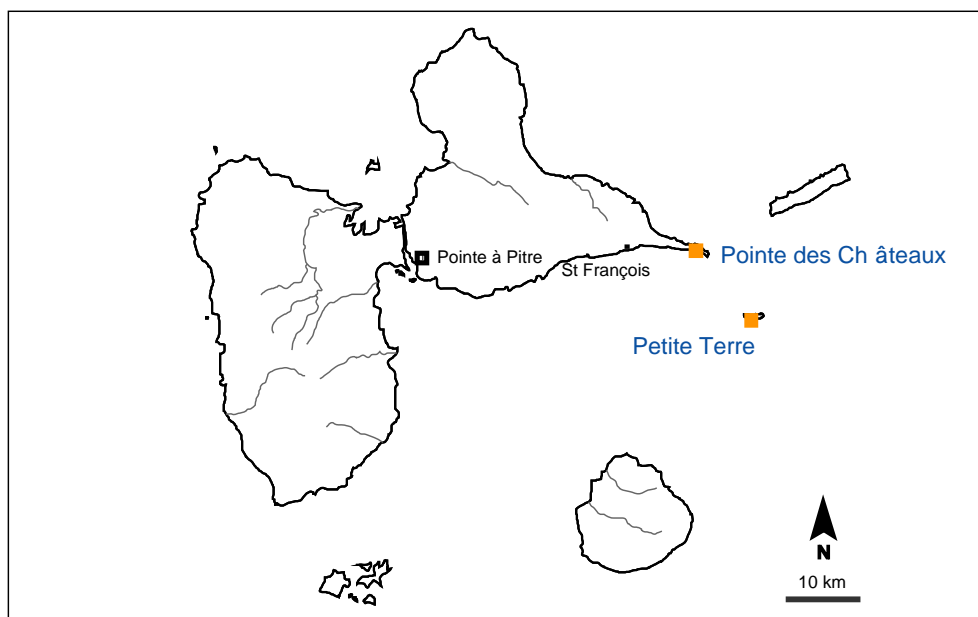 Pointe à Pitre
Pointe des Ch âteaux
St François
Petite Terre
N
10 km